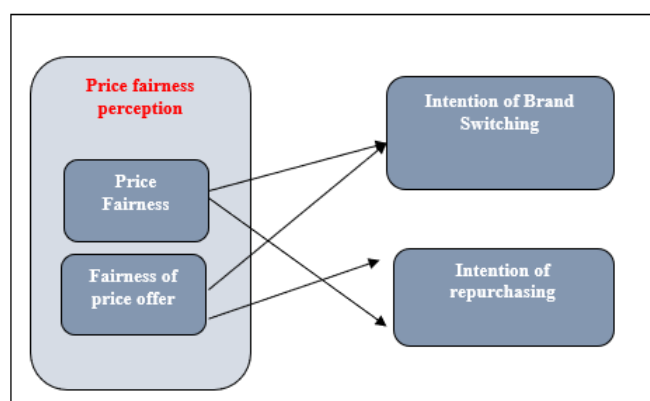 Price fairness
perception
Price
Fairness
Fairness of
price offer
Intention of Brand
Switching
Intention of
repurchasing